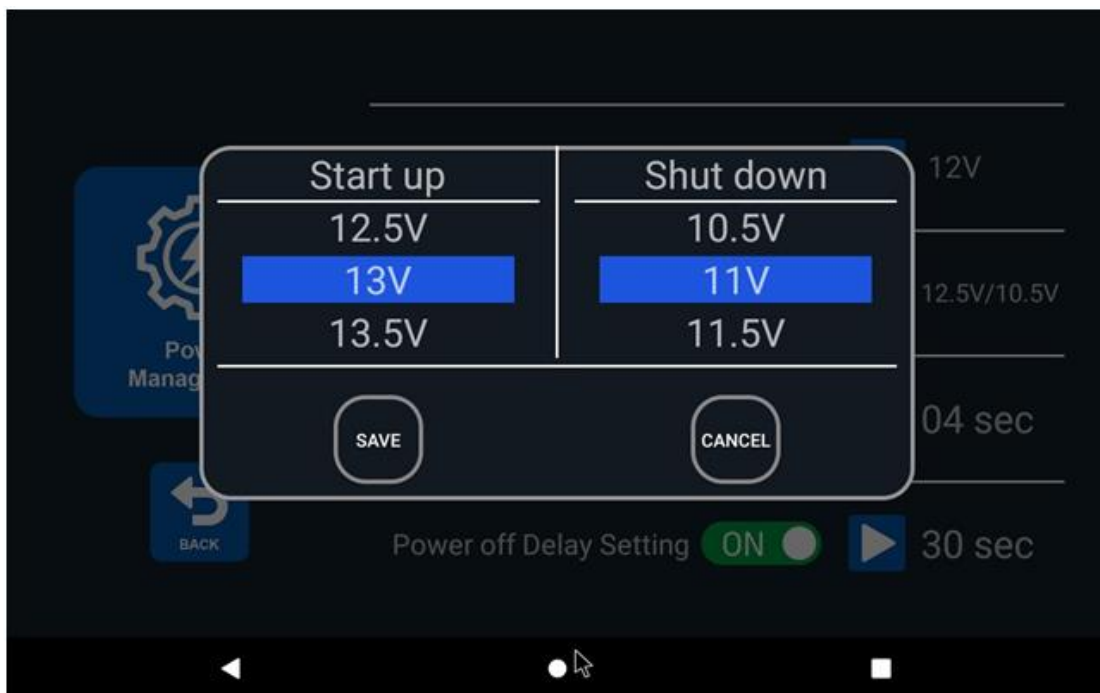 Start up
Shut down
12V
12.5V
10.5V
13V
11V
12.5V/10.5V
13.5V
11.5V
04 sec
SAVE
CANCEL
BACK
Power off Delay Setting ON
30 sec